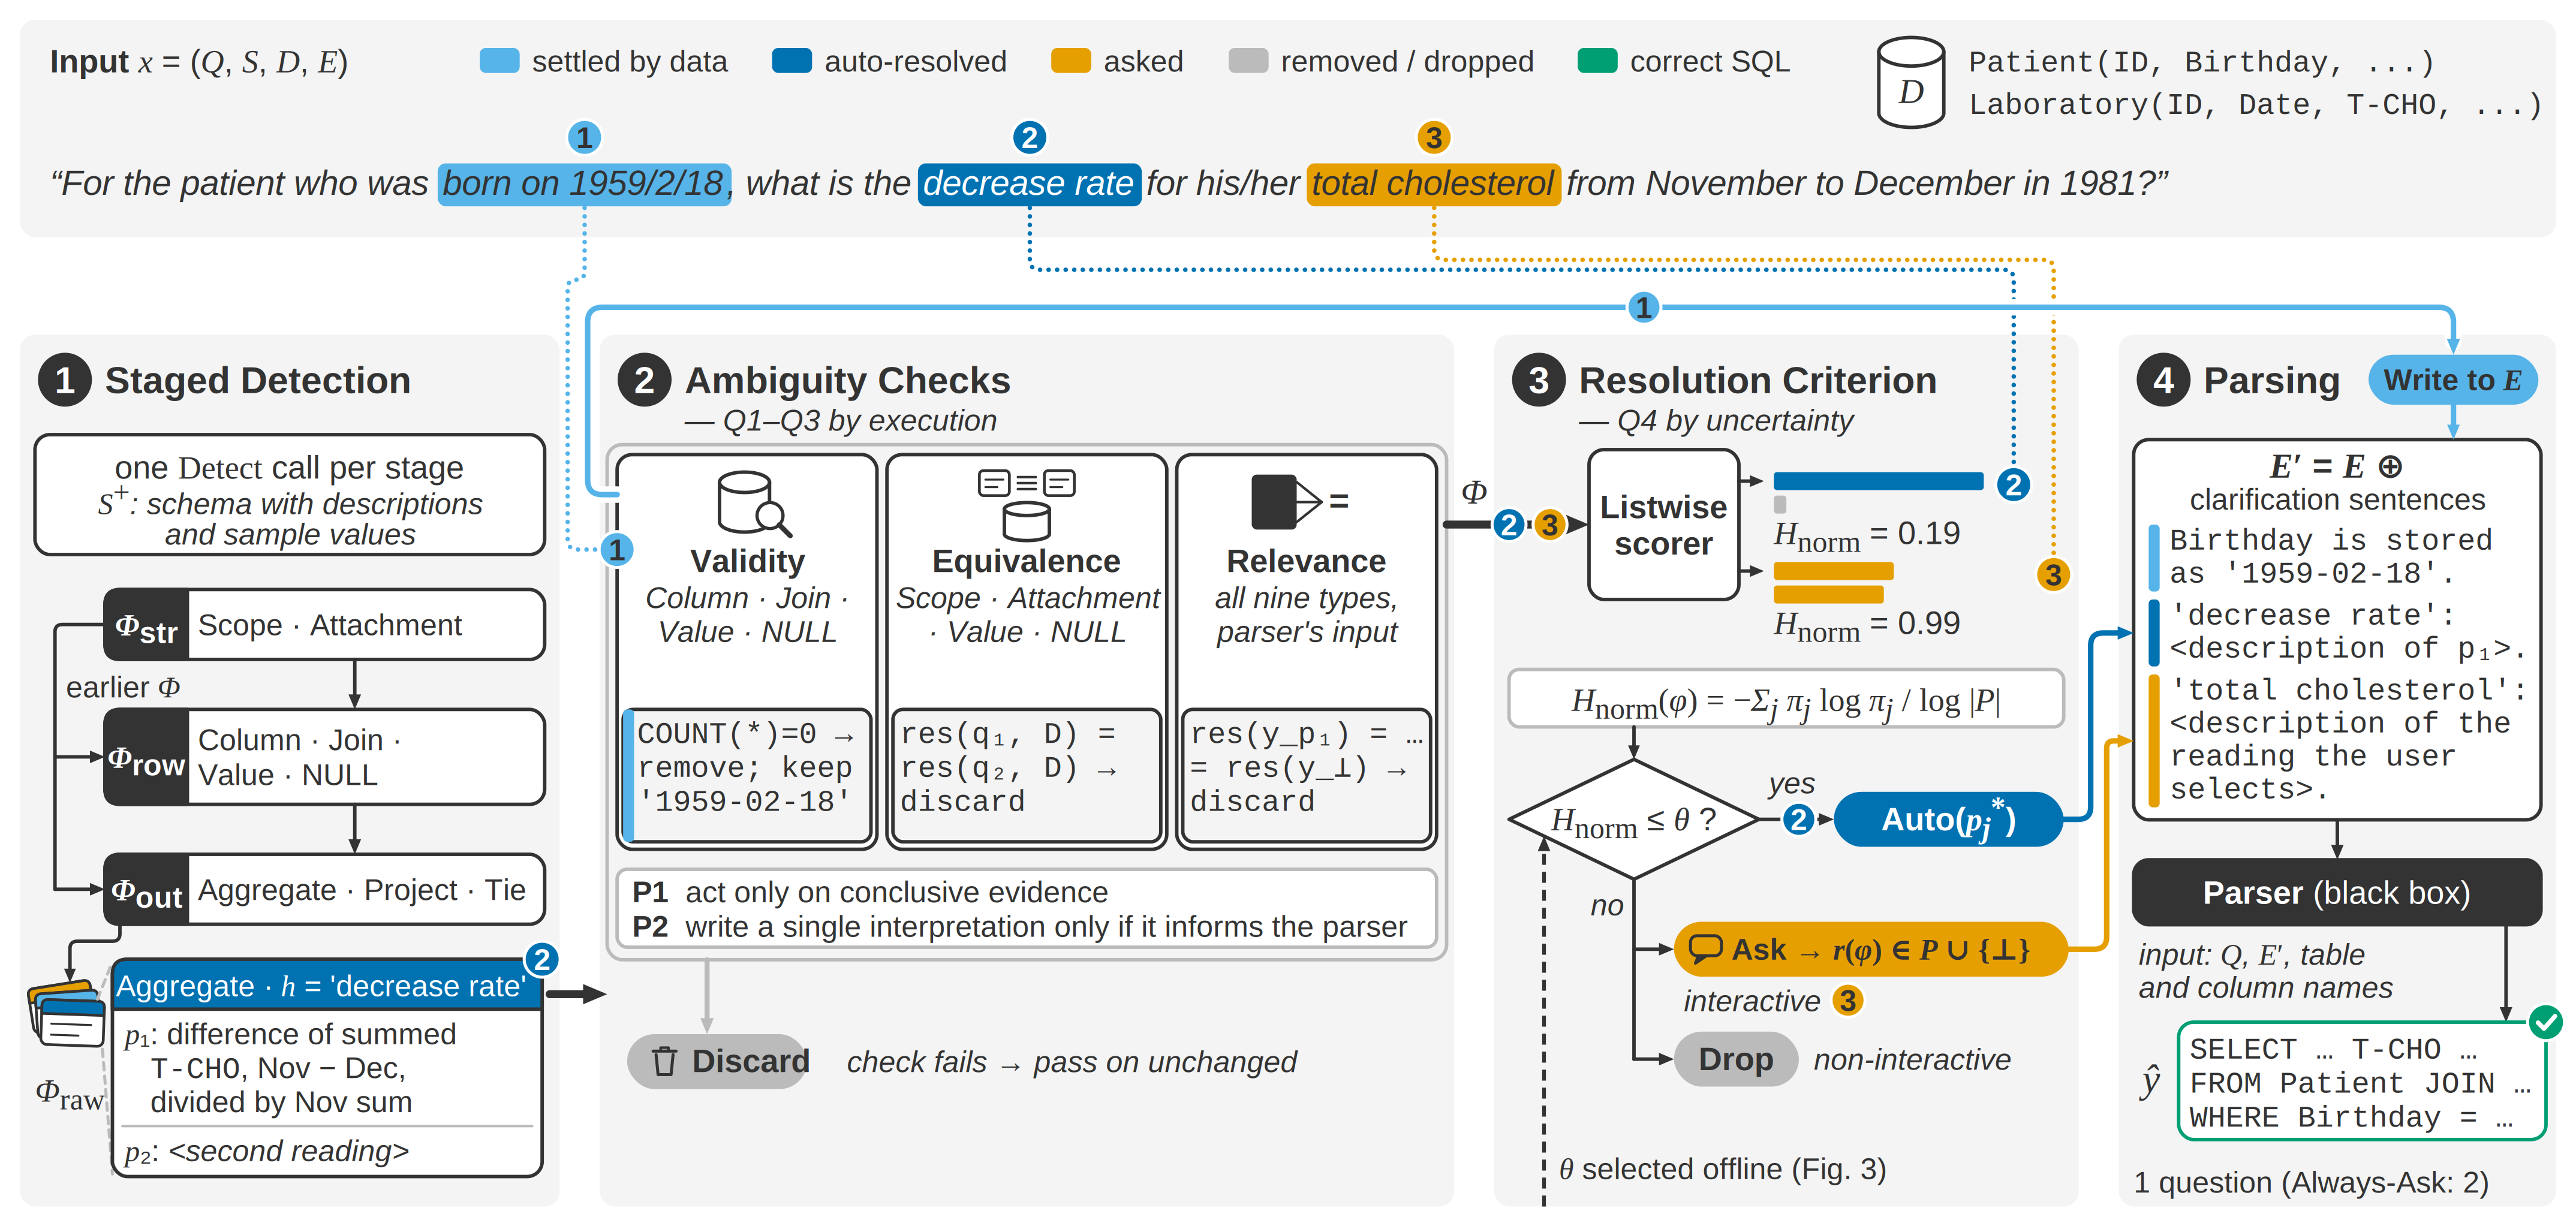 Input x = (Q, S, D, E)
settled by data
auto-resolved
asked
removed / dropped
correct SQL
D
Patient(ID, Birthday, ...)
Laboratory(ID, Date, T-CHO, ...)
1
2
3
“For the patient who was born on 1959/2/18, what is the decrease rate for his/her total cholesterol from November to December in 1981?”
1
1 Staged Detection
one Detect call per stage
S+: schema with descriptions
and sample values
Φstr Scope · Attachment
earlier Φ
Φrow Column · Join ·
Value · NULL
Φout Aggregate · Project · Tie
2
Aggregate · h = 'decrease rate'
p₁: difference of summed
T-CHO, Nov − Dec,
divided by Nov sum
p₂: <second reading>
Φraw
2 Ambiguity Checks
— Q1–Q3 by execution
1
Validity
Column · Join ·
Value · NULL
COUNT(*)=0 →
remove; keep
'1959-02-18'
Equivalence
Scope · Attachment
· Value · NULL
res(q₁, D) =
res(q₂, D) →
discard
=
Relevance
all nine types,
parser's input
res(y_p₁) = …
= res(y_⊥) →
discard
P1 act only on conclusive evidence
P2 write a single interpretation only if it informs the parser
Discard
check fails → pass on unchanged
Φ
2 3
3 Resolution Criterion
— Q4 by uncertainty
Listwise
scorer
2
Hnorm = 0.19
3
Hnorm = 0.99
Hnorm(φ) = −Σj πj log πj / log |P|
Hnorm ≤ θ ?
yes
2
Auto(pj*)
no
Ask → r(φ) ∈ P ∪ {⊥}
interactive 3
Drop
non-interactive
θ selected offline (Fig. 3)
4 Parsing
Write to E
E′ = E ⊕
clarification sentences
Birthday is stored
as '1959-02-18'.
'decrease rate':
<description of p₁>.
'total cholesterol':
<description of the
reading the user
selects>.
Parser (black box)
input: Q, E′, table
and column names
ŷ
SELECT … T-CHO …
FROM Patient JOIN …
WHERE Birthday = …
1 question (Always-Ask: 2)